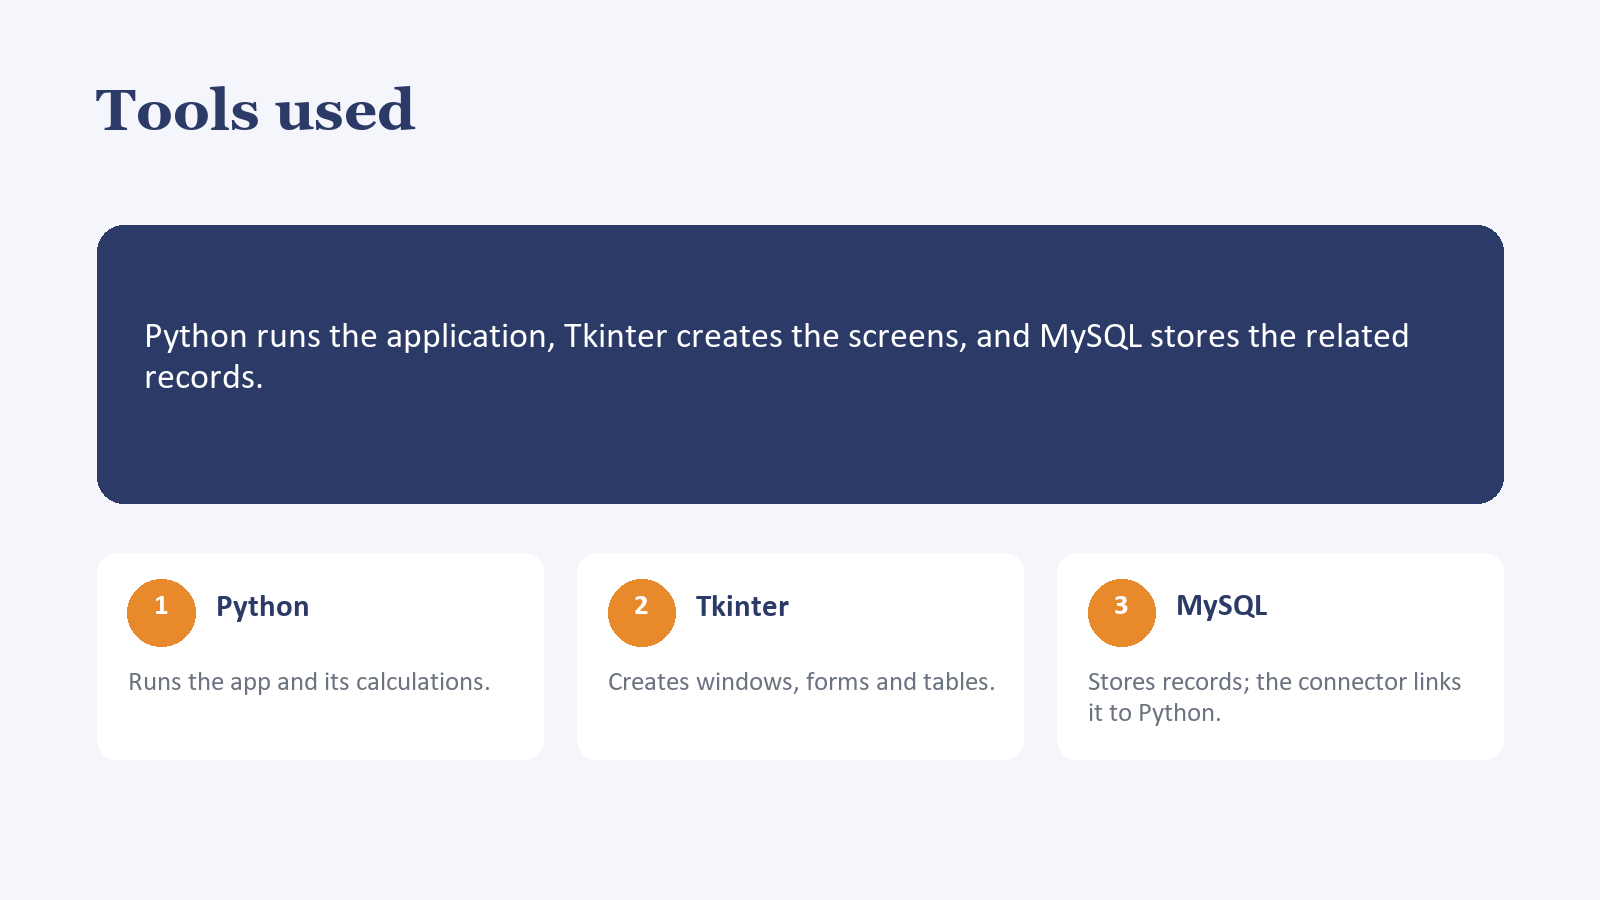 Tools used
Python runs the application, Tkinter creates the screens, and MySQL stores the related
records.
1 Python
Runs the app and its calculations.
2 Tkinter
Creates windows, forms and tables.
3 MySQL
Stores records; the connector links
it to Python.